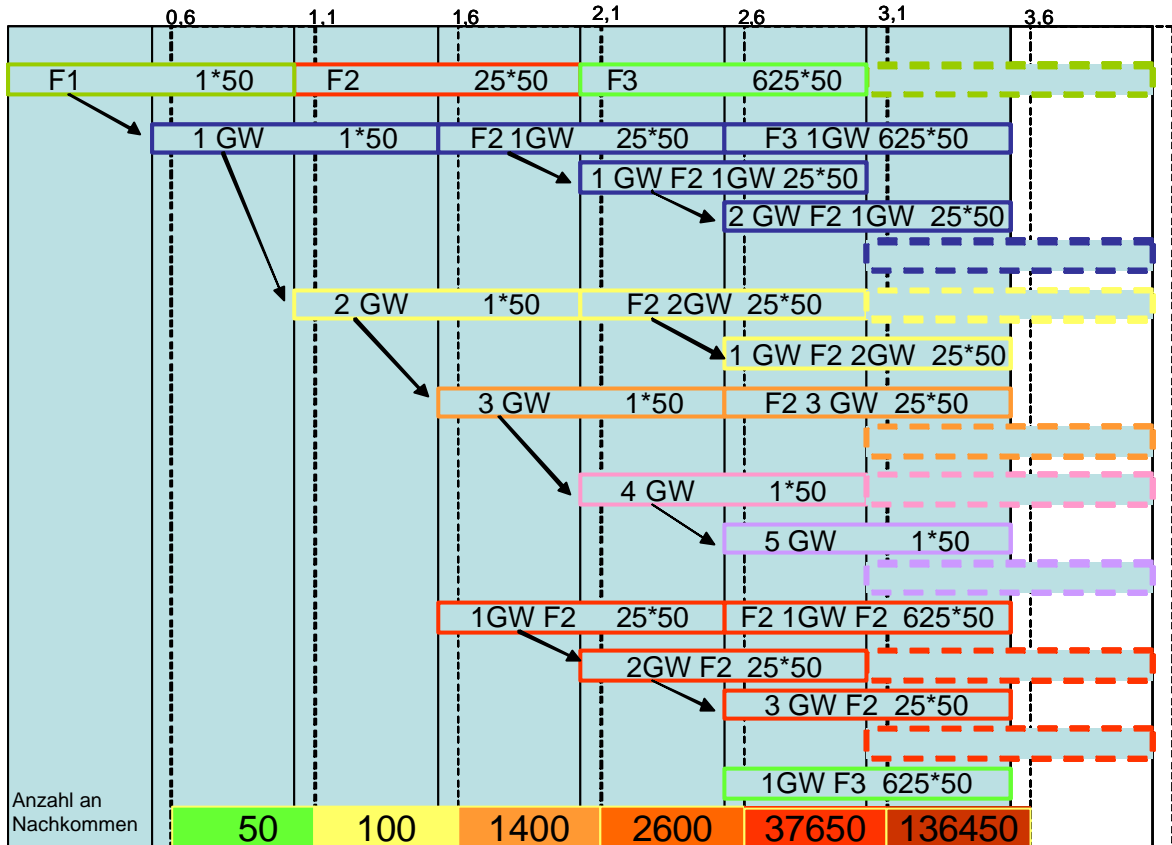 0,6 1,1 1,6 2,1 2,6 3,1 3,6
F1 1*50 F2 25*50 F3 625*50
1 GW 1*50 F2 1GW 25*50 F3 1GW 625*50
1 GW F2 1GW 25*50
2 GW F2 1GW 25*50
2 GW 1*50 F2 2GW 25*50
1 GW F2 2GW 25*50
3 GW 1*50 F2 3 GW 25*50
4 GW 1*50
5 GW 1*50
1GW F2 25*50 F2 1GW F2 625*50
2GW F2 25*50
3 GW F2 25*50
1GW F3 625*50
Anzahl an
Nachkommen 50 100 1400 2600 37650 136450